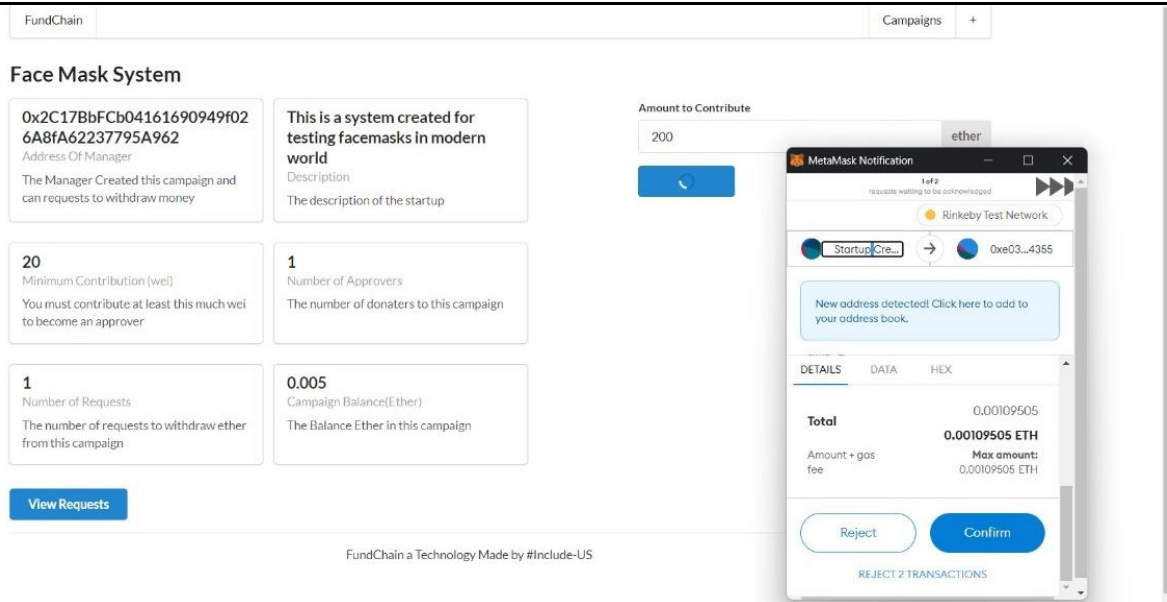 FundChain
Campaigns +
Face Mask System
0x2C17BbFCb04161690949f02
6A8fA62237795A962
Address Of Manager
The Manager Created this campaign and
can requests to withdraw money
This is a system created for
testing facemasks in modern
world
Description
The description of the startup
20
Minimum Contribution (wei)
You must contribute at least this much wei
to become an approver
1
Number of Approvers
The number of donaters to this campaign
1
Number of Requests
The number of requests to withdraw ether
from this campaign
0.005
Campaign Balance(Ether)
The Balance Ether in this campaign
View Requests
FundChain a Technology Made by #Include-US
Amount to Contribute
200 ether
MetaMask Notification
1 of 2
requests waiting to be acknowledged
Rinkeby Test Network
Startup Cre...
0xe03...4355
New address detected! Click here to add to
your address book.
DETAILS DATA HEX
Total
0.00109505
0.00109505 ETH
Amount + gas
fee
Max amount:
0.00109505 ETH
Reject
Confirm
REJECT 2 TRANSACTIONS